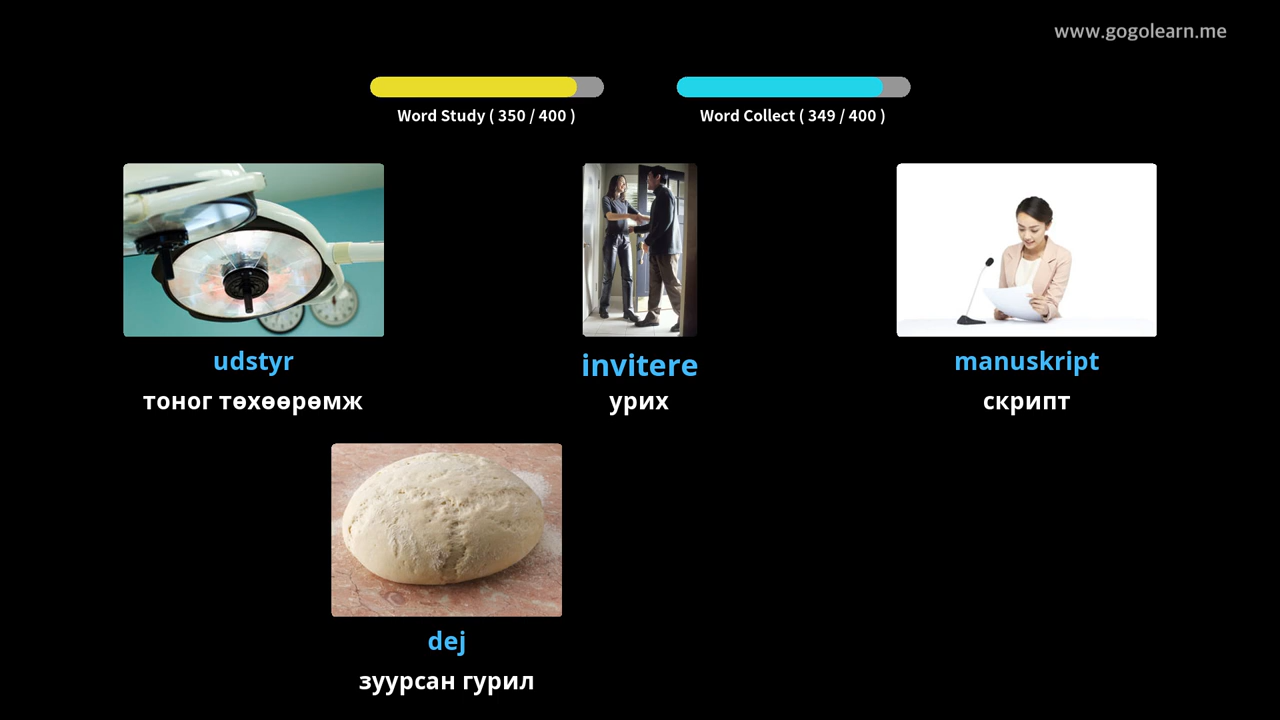 www.gogolearn.me
Word Study ( 350 / 400 )
Word Collect ( 349 / 400 )
udstyr
тоног төхөөрөмж
invitere
урих
manuskript
скрипт
dej
зуурсан гурил